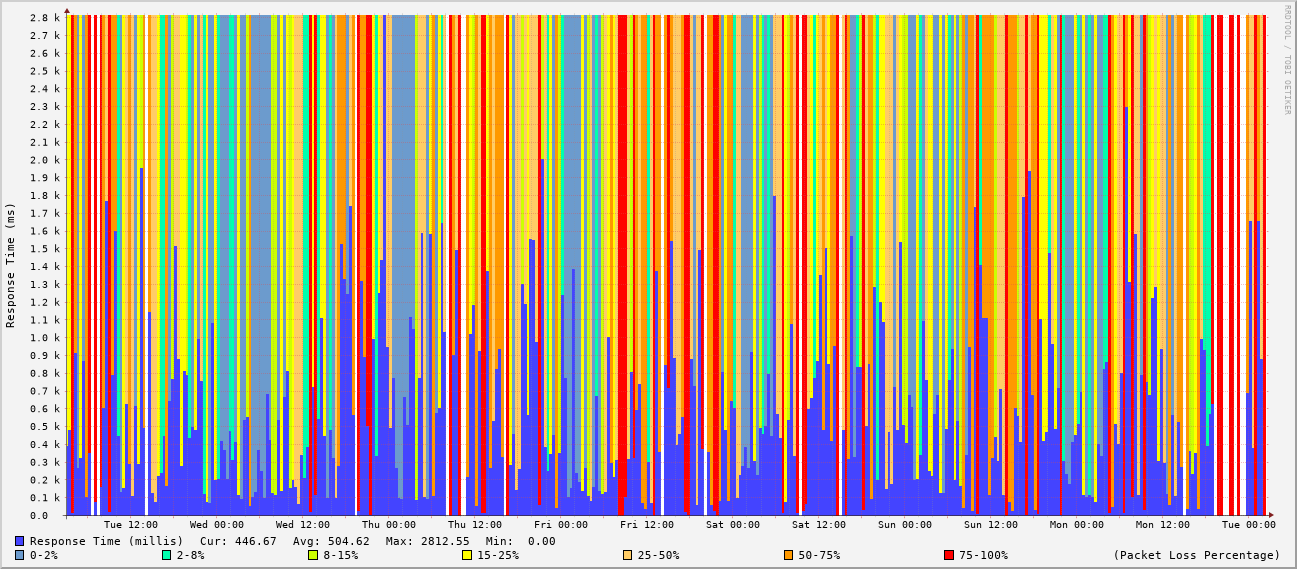 RRDTOOL / TOBI OETIKER
Response Time (ms)
2.8 k
2.7 k
2.6 k
2.5 k
2.4 k
2.3 k
2.2 k
2.1 k
2.0 k
1.9 k
1.8 k
1.7 k
1.6 k
1.5 k
1.4 k
1.3 k
1.2 k
1.1 k
1.0 k
0.9 k
0.8 k
0.7 k
0.6 k
0.5 k
0.4 k
0.3 k
0.2 k
0.1 k
0.0
Tue 12:00 Wed 00:00 Wed 12:00 Thu 00:00 Thu 12:00 Fri 00:00 Fri 12:00 Sat 00:00 Sat 12:00 Sun 00:00 Sun 12:00 Mon 00:00 Mon 12:00 Tue 00:00
Response Time (millis) Cur: 446.67 Avg: 504.62 Max: 2812.55 Min: 0.00
0-2% 2-8% 8-15% 15-25% 25-50% 50-75% 75-100% (Packet Loss Percentage)